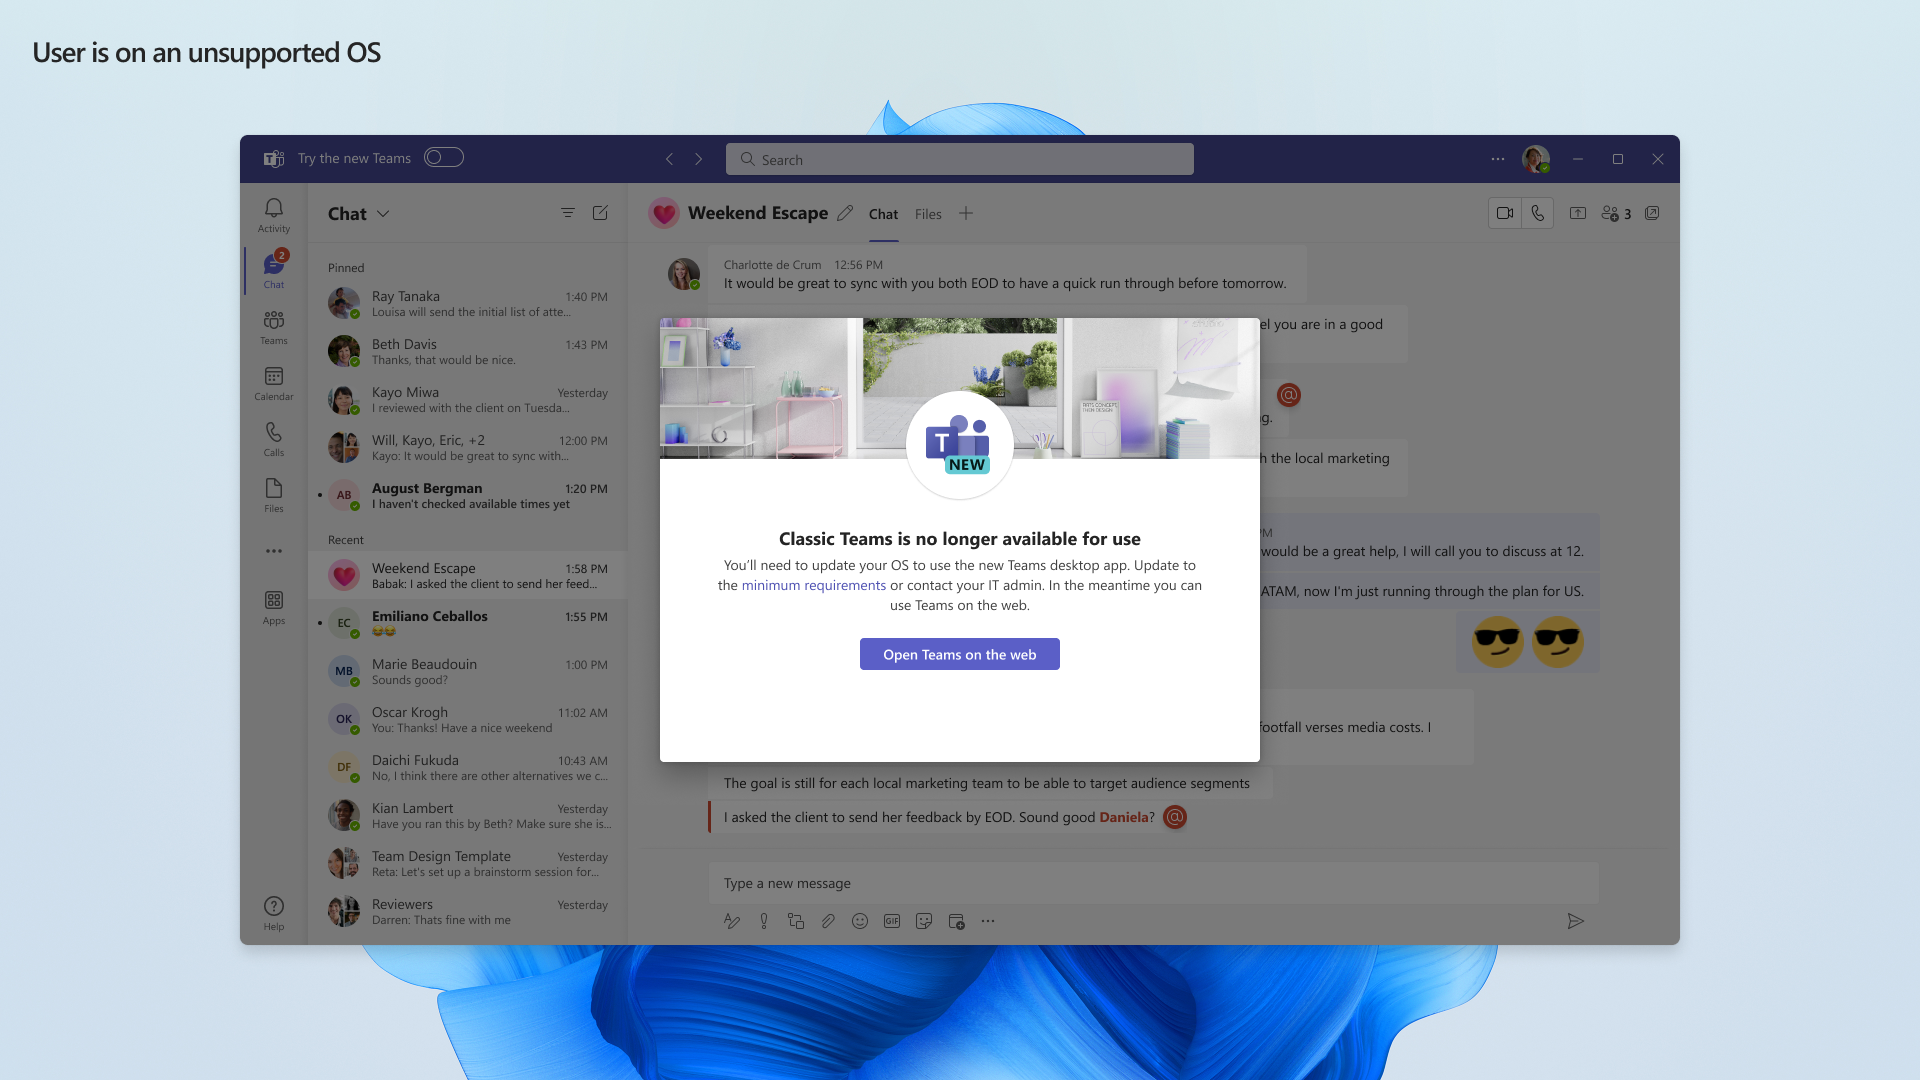 User is on an unsupported OS
Try the new Teams
Search
Activity
2
Chat
Teams
Calendar
Calls
Files
Apps
Help
Chat
Pinned
Ray Tanaka 1:40 PM
Louisa will send the initial list of atte...
Beth Davis 1:43 PM
Thanks, that would be nice.
Kayo Miwa Yesterday
I reviewed with the client on Tuesda...
Will, Kayo, Eric, +2 12:00 PM
Kayo: It would be great to sync with...
AB August Bergman 1:20 PM
I haven't checked available times yet
Recent
Weekend Escape 1:58 PM
Babak: I asked the client to send her feed...
EC Emiliano Ceballos 1:55 PM
😂😂
MB Marie Beaudouin 1:00 PM
Sounds good?
OK Oscar Krogh 11:02 AM
You: Thanks! Have a nice weekend
DF Daichi Fukuda 10:43 AM
No, I think there are other alternatives we c...
Kian Lambert Yesterday
Have you ran this by Beth? Make sure she is...
Team Design Template Yesterday
Reta: Let's set up a brainstorm session for...
Reviewers Yesterday
Darren: Thats fine with me
Weekend Escape Chat Files 3
Charlotte de Crum 12:56 PM
It would be great to sync with you both EOD to have a quick run through before tomorrow.
el you are in a good
@
g.
h the local marketing
PM
would be a great help, I will call you to discuss at 12.
ATAM, now I'm just running through the plan for US.
😎😎
footfall verses media costs. I
T
NEW
Classic Teams is no longer available for use
You’ll need to update your OS to use the new Teams desktop app. Update to
the minimum requirements or contact your IT admin. In the meantime you can
use Teams on the web.
Open Teams on the web
The goal is still for each local marketing team to be able to target audience segments
I asked the client to send her feedback by EOD. Sound good Daniela? @
Type a new message
GIF